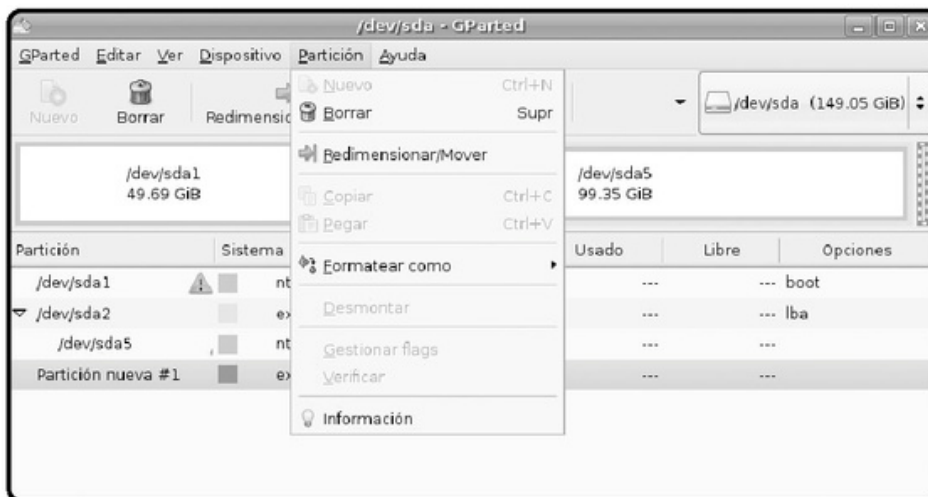 /dev/sda - GParted
GParted Editar Ver Dispositivo Partición Ayuda
Nuevo Borrar /dev/sda (149.05 GiB)
/dev/sda1
49.69 GiB
/dev/sda5
99.35 GiB
Nuevo Ctrl+N
Borrar Supr
Redimensionar/Mover
Copiar Ctrl+C
Pegar Ctrl+V
Formatear como
Desmontar
Gestionar flags
Verificar
Información
Partición Sistema Usado Libre Opciones
/dev/sda1 nt --- --- boot
/dev/sda2 ex --- --- lba
/dev/sda5 nt --- ---
Partición nueva #1 ex --- ---